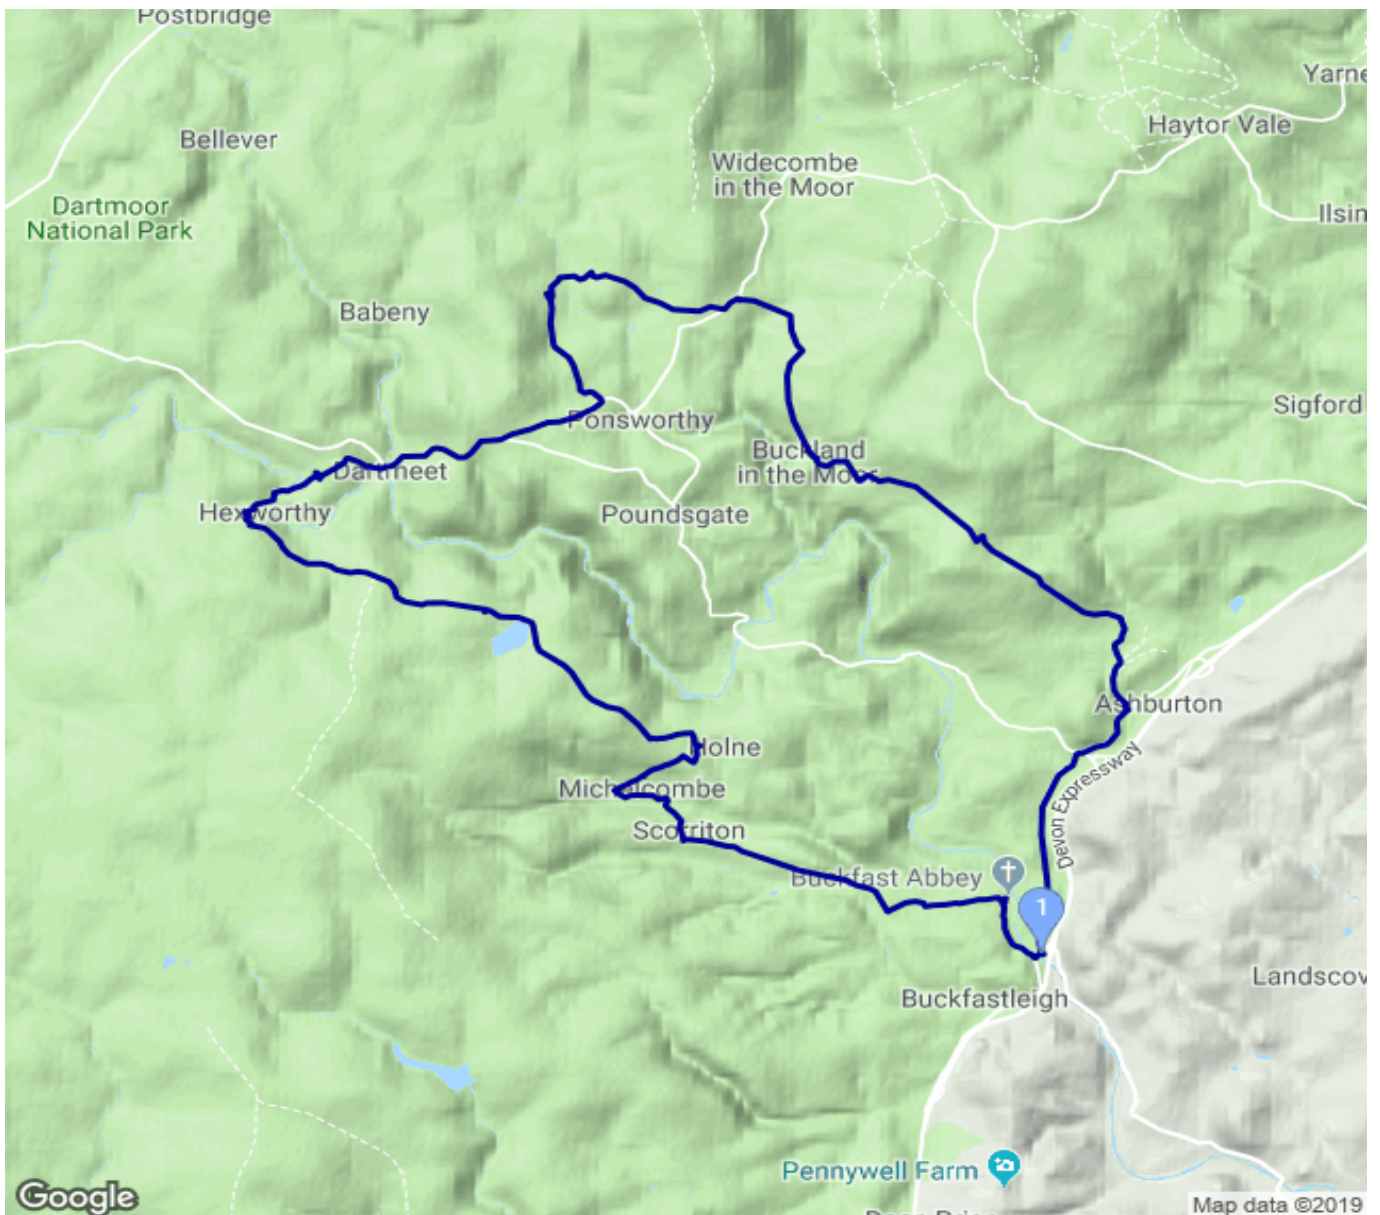 Postbridge
Yarne
Haytor Vale
Bellever
Widecombe
in the Moor
Dartmoor
National Park
Ilsin
Babeny
Sigford
Ponsworthy
Buckland
in the Moor
Dartmeet
Hexworthy
Poundsgate
Ashburton
Holne
Devon Expressway
Michelcombe
Scorriton
Buckfast Abbey
1
Landscov
Buckfastleigh
Pennywell Farm
Google
Map data ©2019